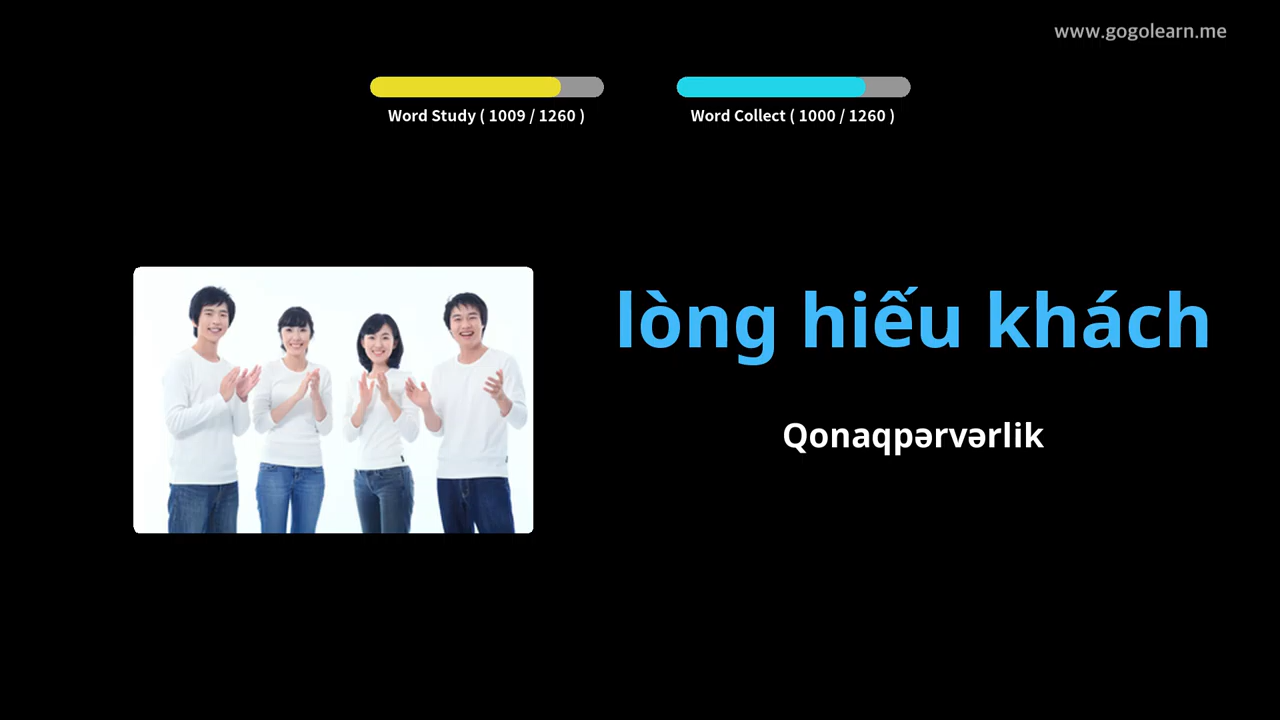 www.gogolearn.me
Word Study ( 1009 / 1260 )
Word Collect ( 1000 / 1260 )
lòng hiếu khách
Qonaqpərvərlik